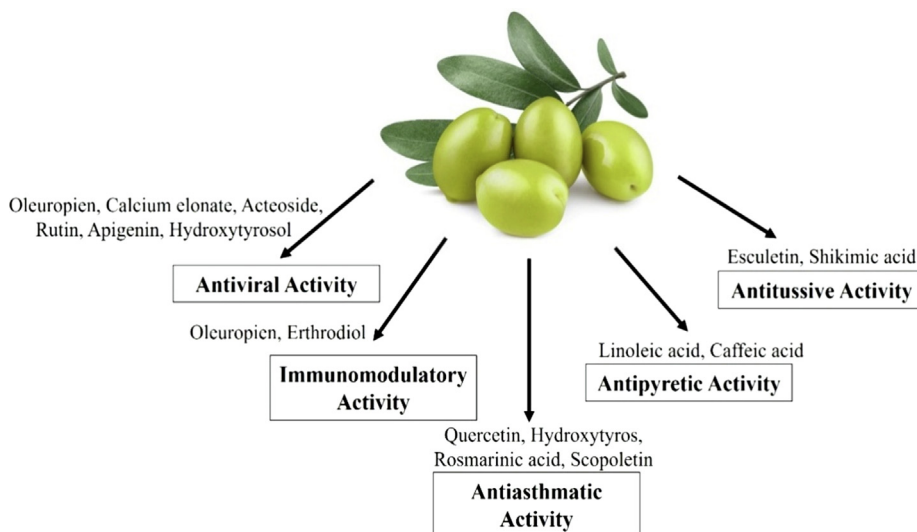 Oleuropien, Calcium elonate, Acteoside,
Rutin, Apigenin, Hydroxytyrosol
Antiviral Activity
Oleuropien, Erthrodiol
Immunomodulatory
Activity
Quercetin, Hydroxytyros,
Rosmarinic acid, Scopoletin
Antiasthmatic
Activity
Linoleic acid, Caffeic acid
Antipyretic Activity
Esculetin, Shikimic acid
Antitussive Activity